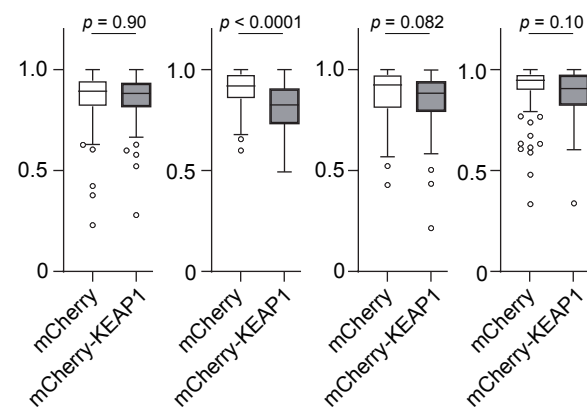 p = 0.90
p < 0.0001
p = 0.082
p = 0.10
1.0
0.5
0
mCherry
mCherry-KEAP1
1.0
0.5
0
mCherry
mCherry-KEAP1
1.0
0.5
0
mCherry
mCherry-KEAP1
1.0
0.5
0
mCherry
mCherry-KEAP1